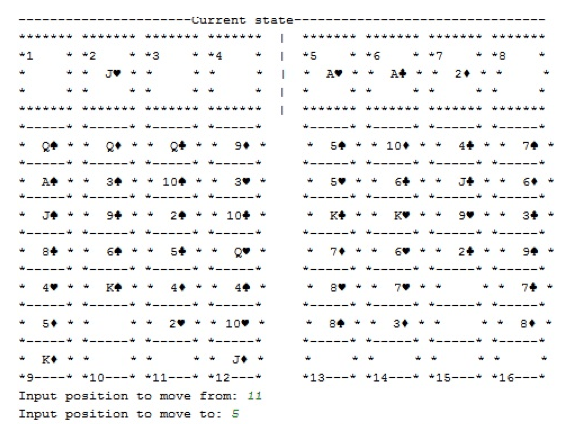 ------------------------Current state--------------------------------
******* ******* ******* ******* | ******* ******* ******* *******
*1 * *2 * *3 * *4 * | *5 * *6 * *7 * *8 *
* * * J♥ * * * * * | * A♥ * * A♣ * * 2♦ * * *
* * * * * * * * | * * * * * * * *
******* ******* ******* ******* | ******* ******* ******* *******
*-----* *-----* *-----* *-----* *-----* *-----* *-----* *-----*
* Q♠ * * Q♦ * * Q♣ * * 9♦ * * 5♠ * * 10♦ * * 4♣ * * 7♠ *
*-----* *-----* *-----* *-----* *-----* *-----* *-----* *-----*
* A♠ * * 3♠ * * 10♠ * * 3♥ * * 5♥ * * 6♣ * * J♣ * * 6♦ *
*-----* *-----* *-----* *-----* *-----* *-----* *-----* *-----*
* J♠ * * 9♣ * * 2♠ * * 10♣ * * K♣ * * K♥ * * 9♥ * * 3♣ *
*-----* *-----* *-----* *-----* *-----* *-----* *-----* *-----*
* 8♣ * * 6♠ * * 5♣ * * Q♥ * * 7♦ * * 6♥ * * 2♣ * * 9♠ *
*-----* *-----* *-----* *-----* *-----* *-----* *-----* *-----*
* 4♥ * * K♠ * * 4♦ * * 4♠ * * 8♥ * * 7♥ * * * * 7♣ *
*-----* *-----* *-----* *-----* *-----* *-----* *-----* *-----*
* 5♦ * * * * 2♥ * * 10♥ * * 8♠ * * 3♦ * * * * 8♦ *
*-----* *-----* *-----* *-----* *-----* *-----* *-----* *-----*
* K♦ * * * * * * J♦ * * * * * * * * *
*9---* *10---* *11---* *12---* *13---* *14---* *15---* *16---*
Input position to move from: 11
Input position to move to: 5